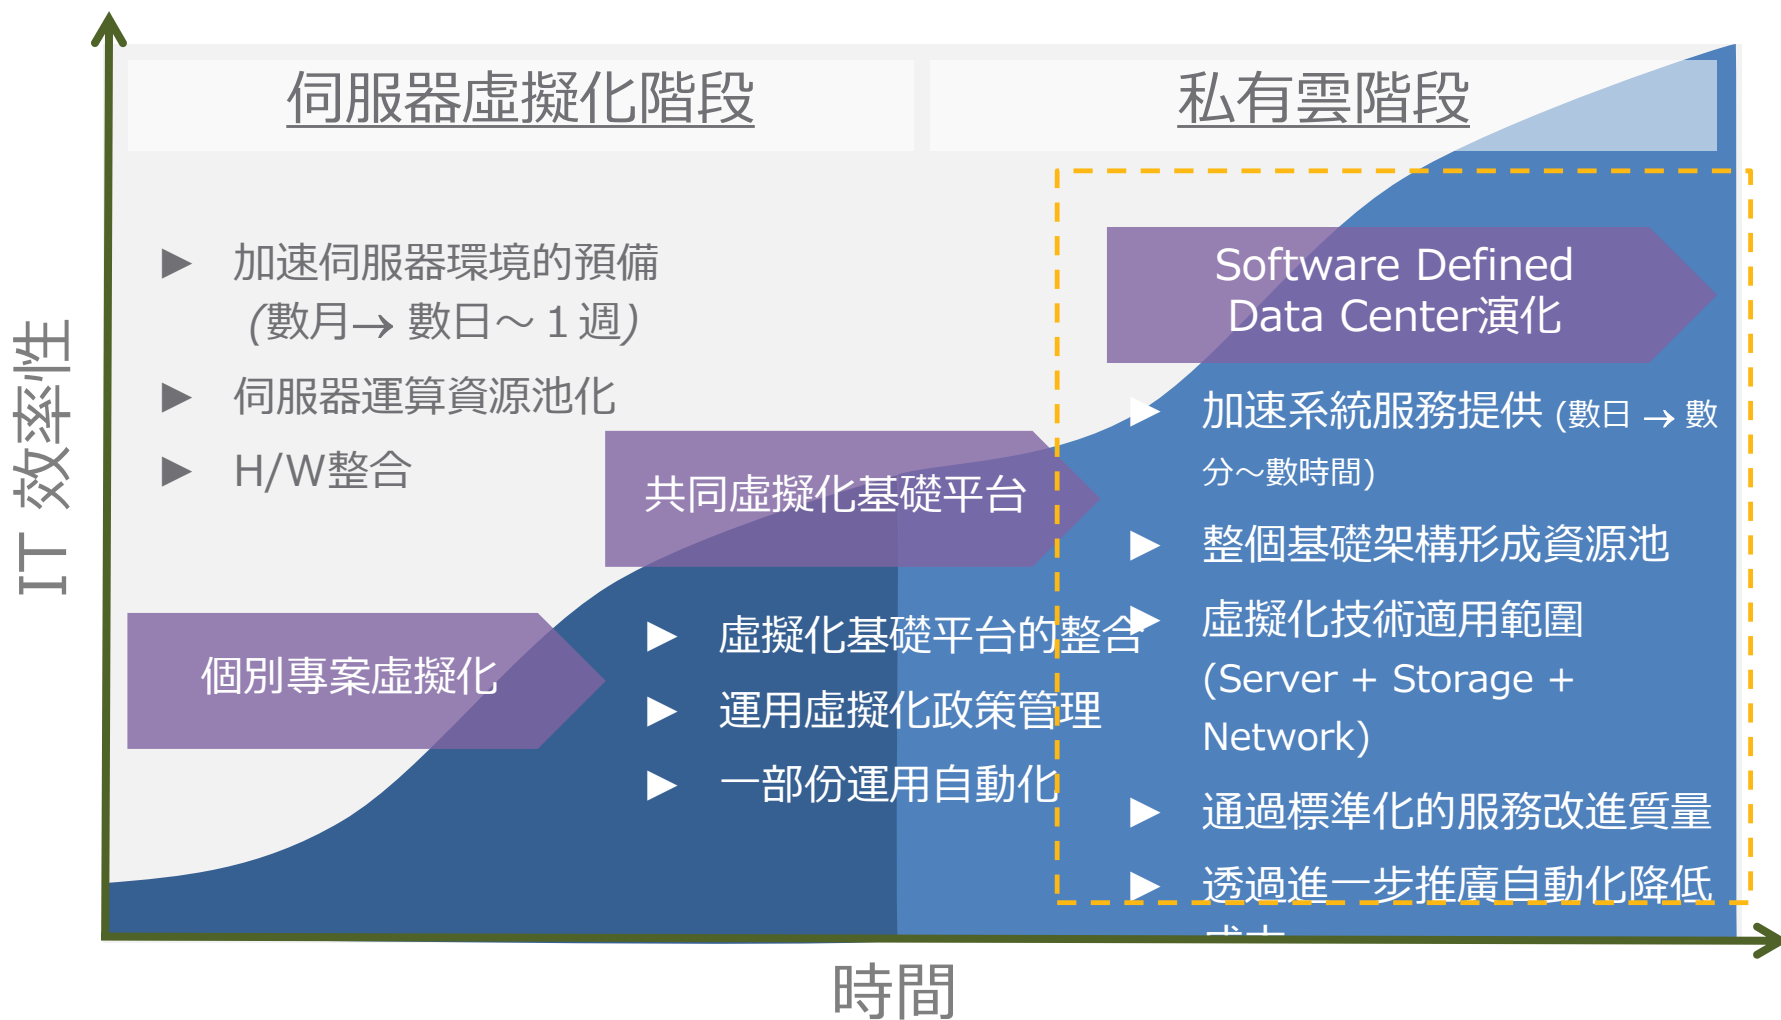 伺服器虛擬化階段
私有雲階段
IT 效率性
► 加速伺服器環境的預備
(數月→ 數日～１週)
► 伺服器運算資源池化
► H/W整合
個別專案虛擬化
共同虛擬化基礎平台
► 虛擬化基礎平台的整合
► 運用虛擬化政策管理
► 一部份運用自動化
Software Defined
Data Center演化
► 加速系統服務提供 (數日 → 數
分～數時間)
► 整個基礎架構形成資源池
► 虛擬化技術適用範圍
(Server + Storage +
Network)
► 通過標準化的服務改進質量
► 透過進一步推廣自動化降低
時間